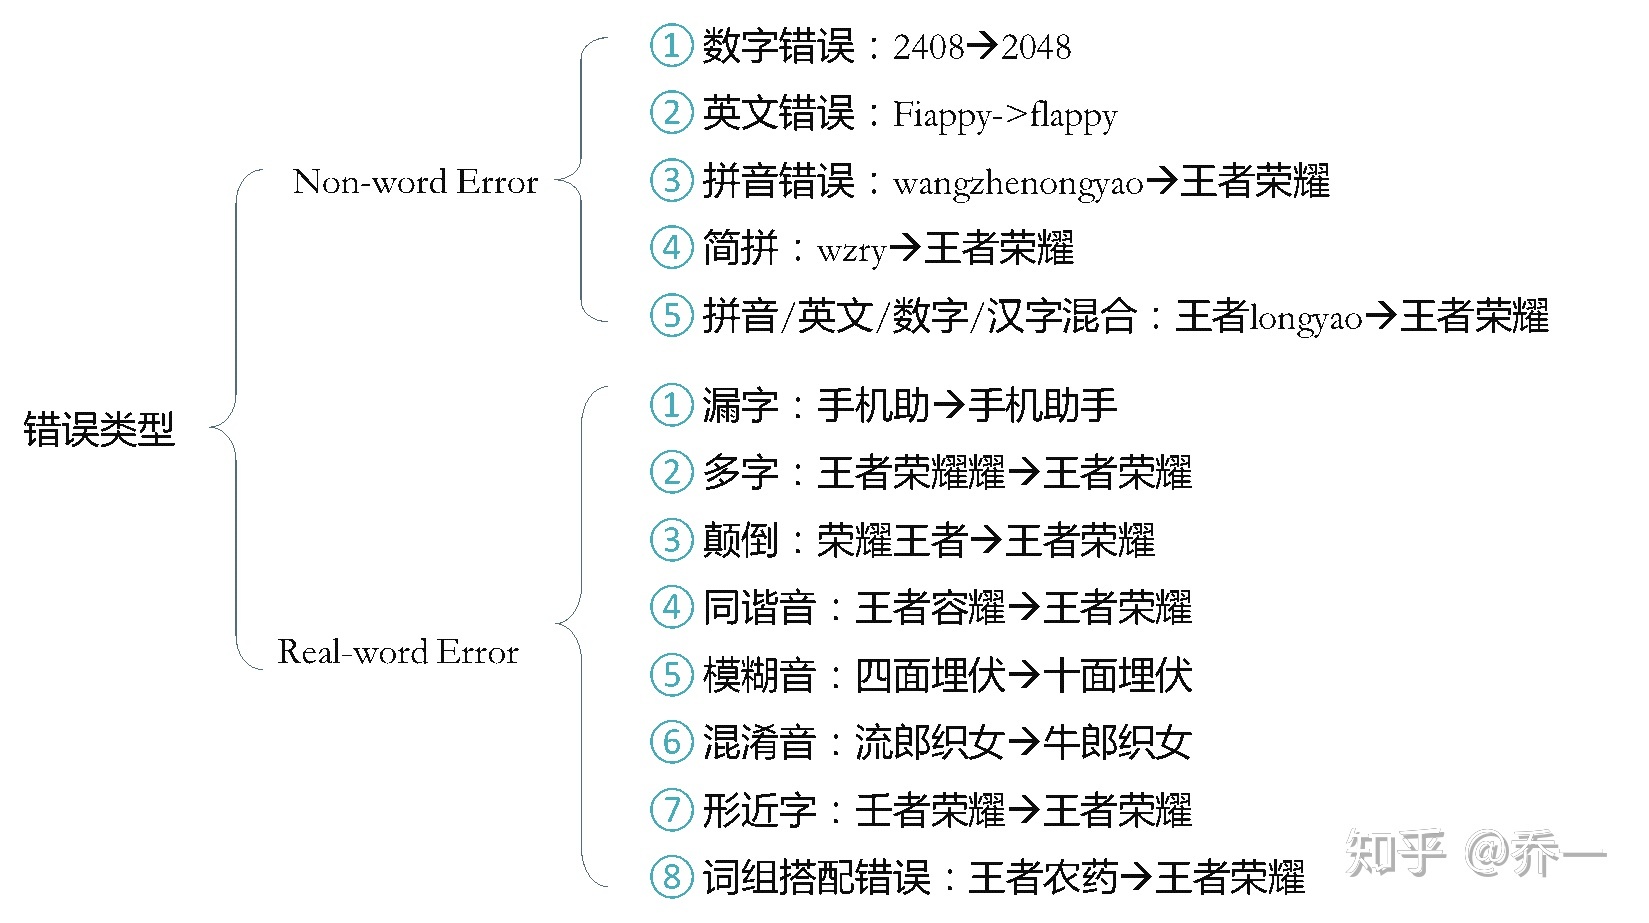 错误类型
Non-word Error
① 数字错误：2408→2048
② 英文错误：Fiappy->flappy
③ 拼音错误：wangzhenongyao→王者荣耀
④ 简拼：wzry→王者荣耀
⑤ 拼音/英文/数字/汉字混合：王者longyao→王者荣耀
Real-word Error
① 漏字：手机助→手机助手
② 多字：王者荣耀耀→王者荣耀
③ 颠倒：荣耀王者→王者荣耀
④ 同谐音：王者容耀→王者荣耀
⑤ 模糊音：四面埋伏→十面埋伏
⑥ 混淆音：流郎织女→牛郎织女
⑦ 形近字：壬者荣耀→王者荣耀
⑧ 词组搭配错误：王者农药→王者荣耀
知乎 @乔一